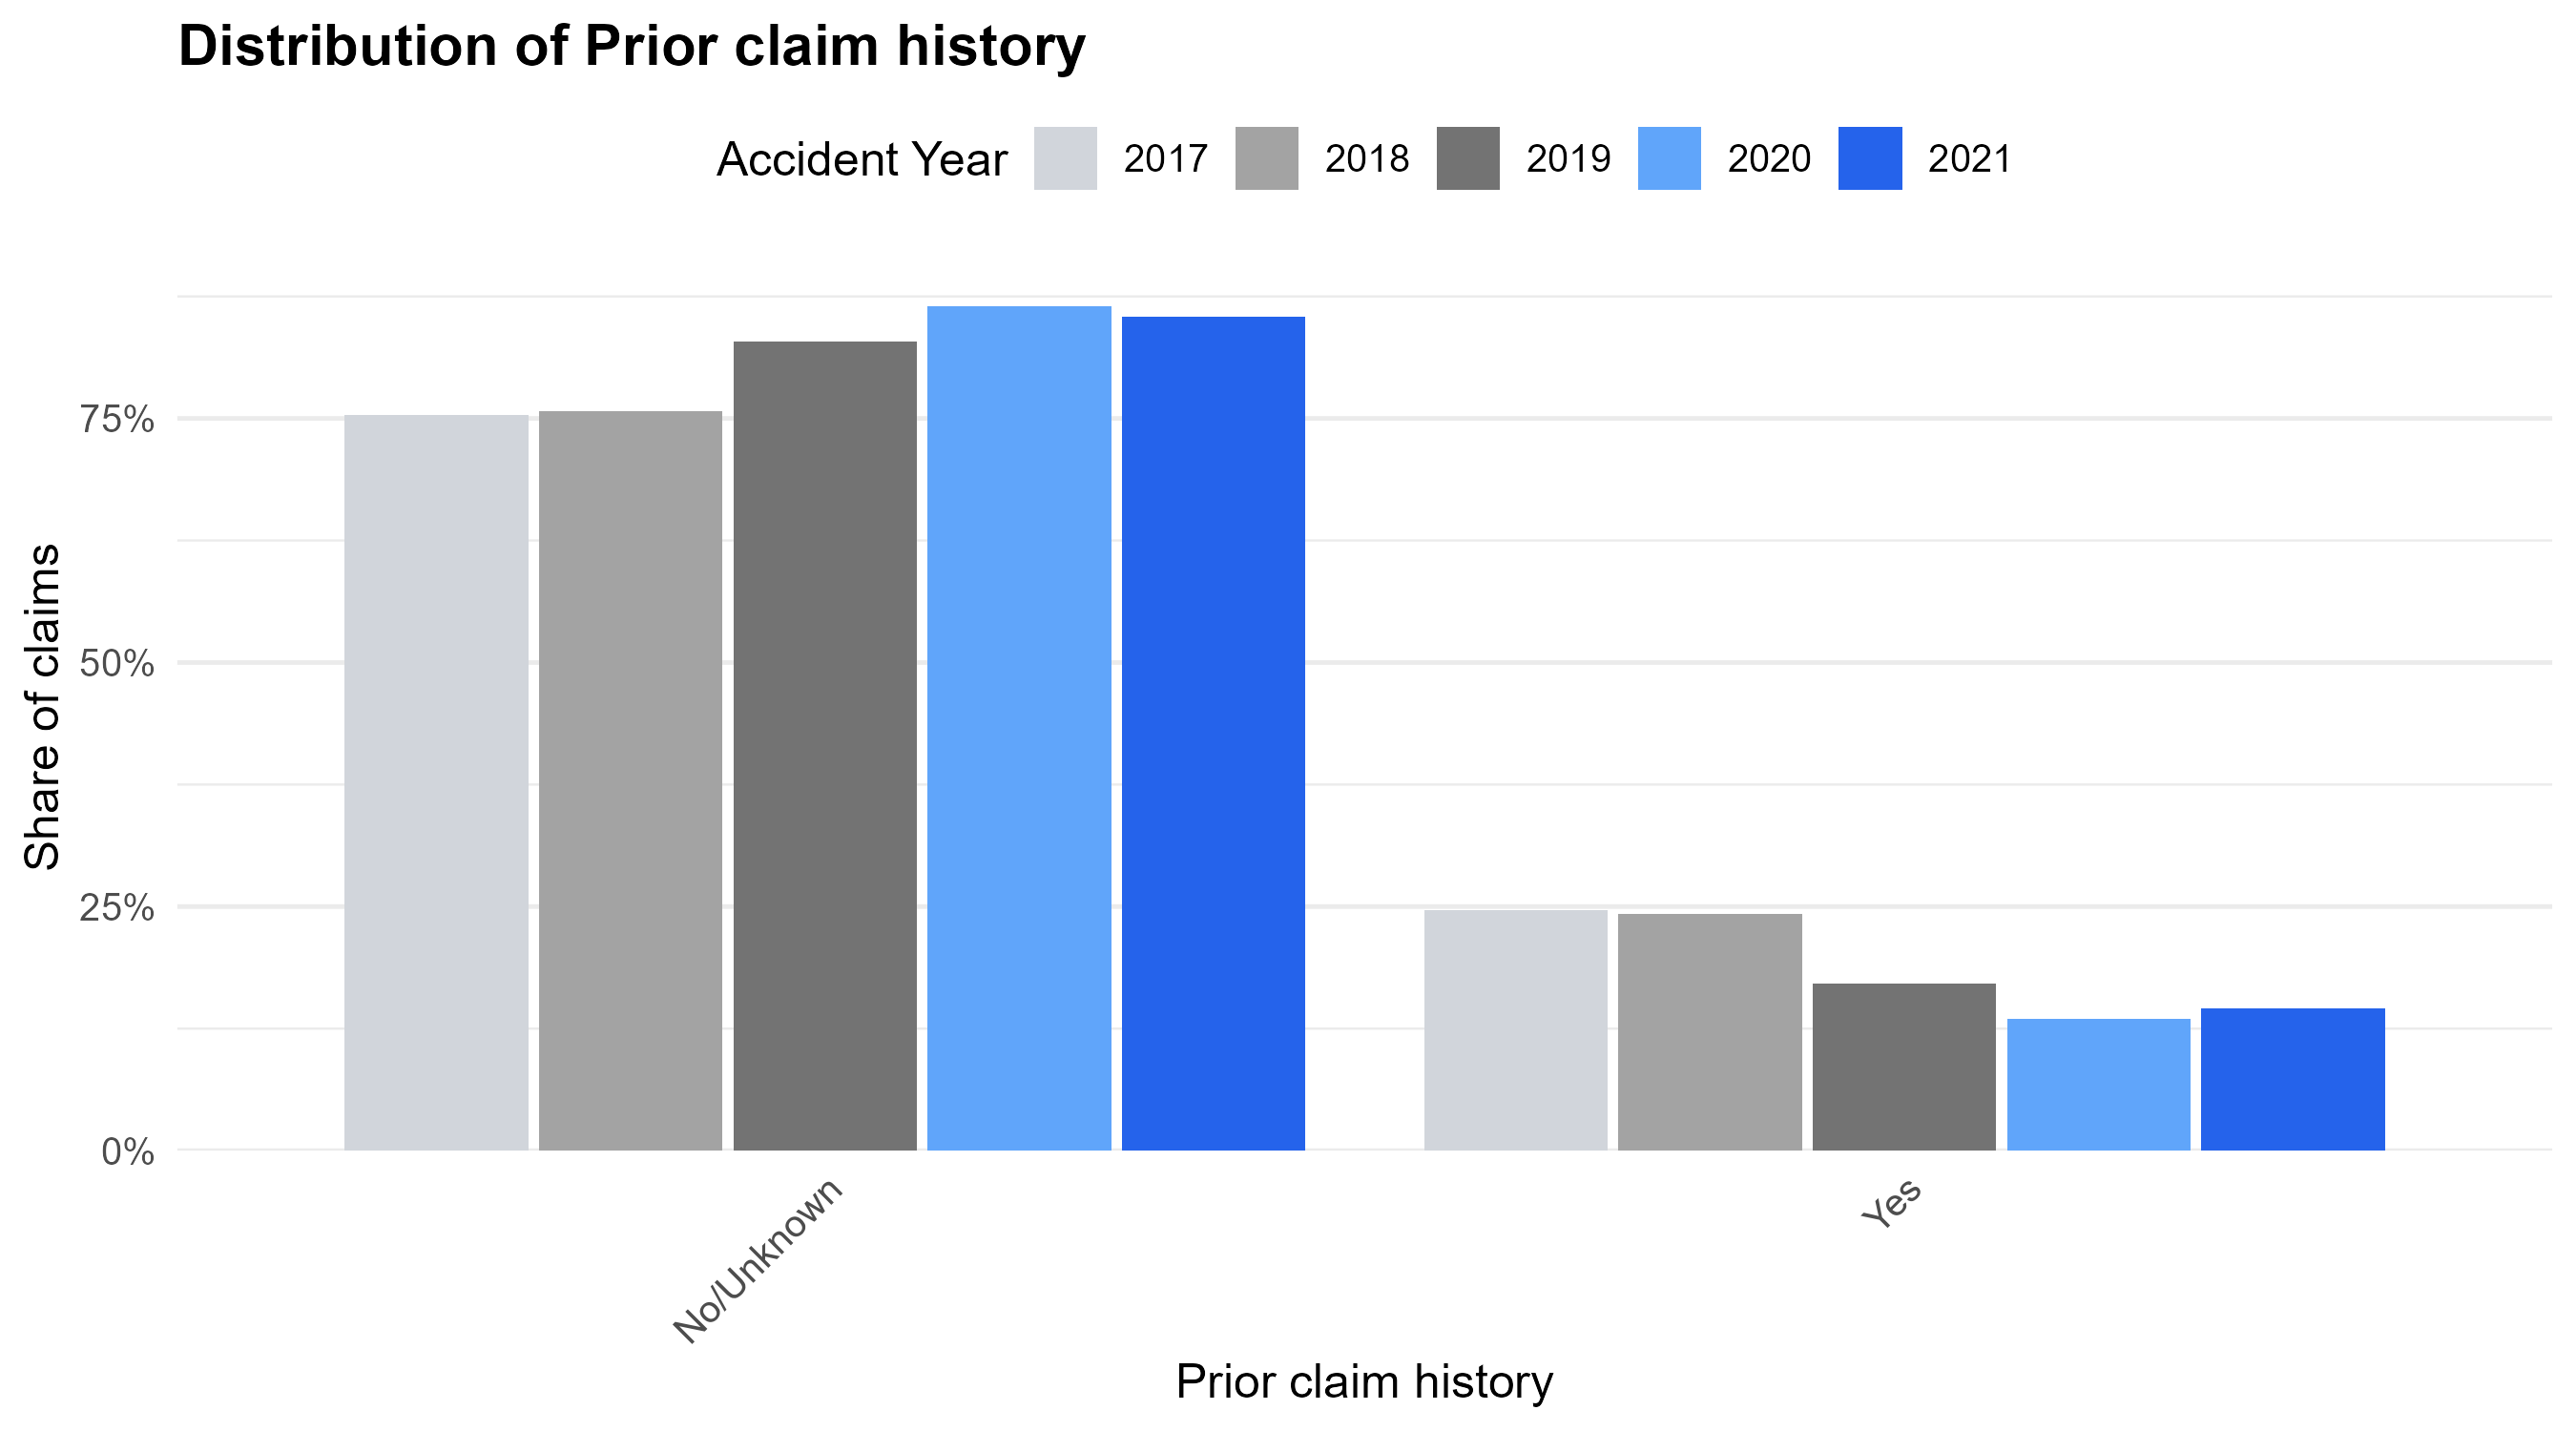 Distribution of Prior claim history
Accident Year 2017 2018 2019 2020 2021
Share of claims
75%
50%
25%
0%
No/Unknown
Yes
Prior claim history